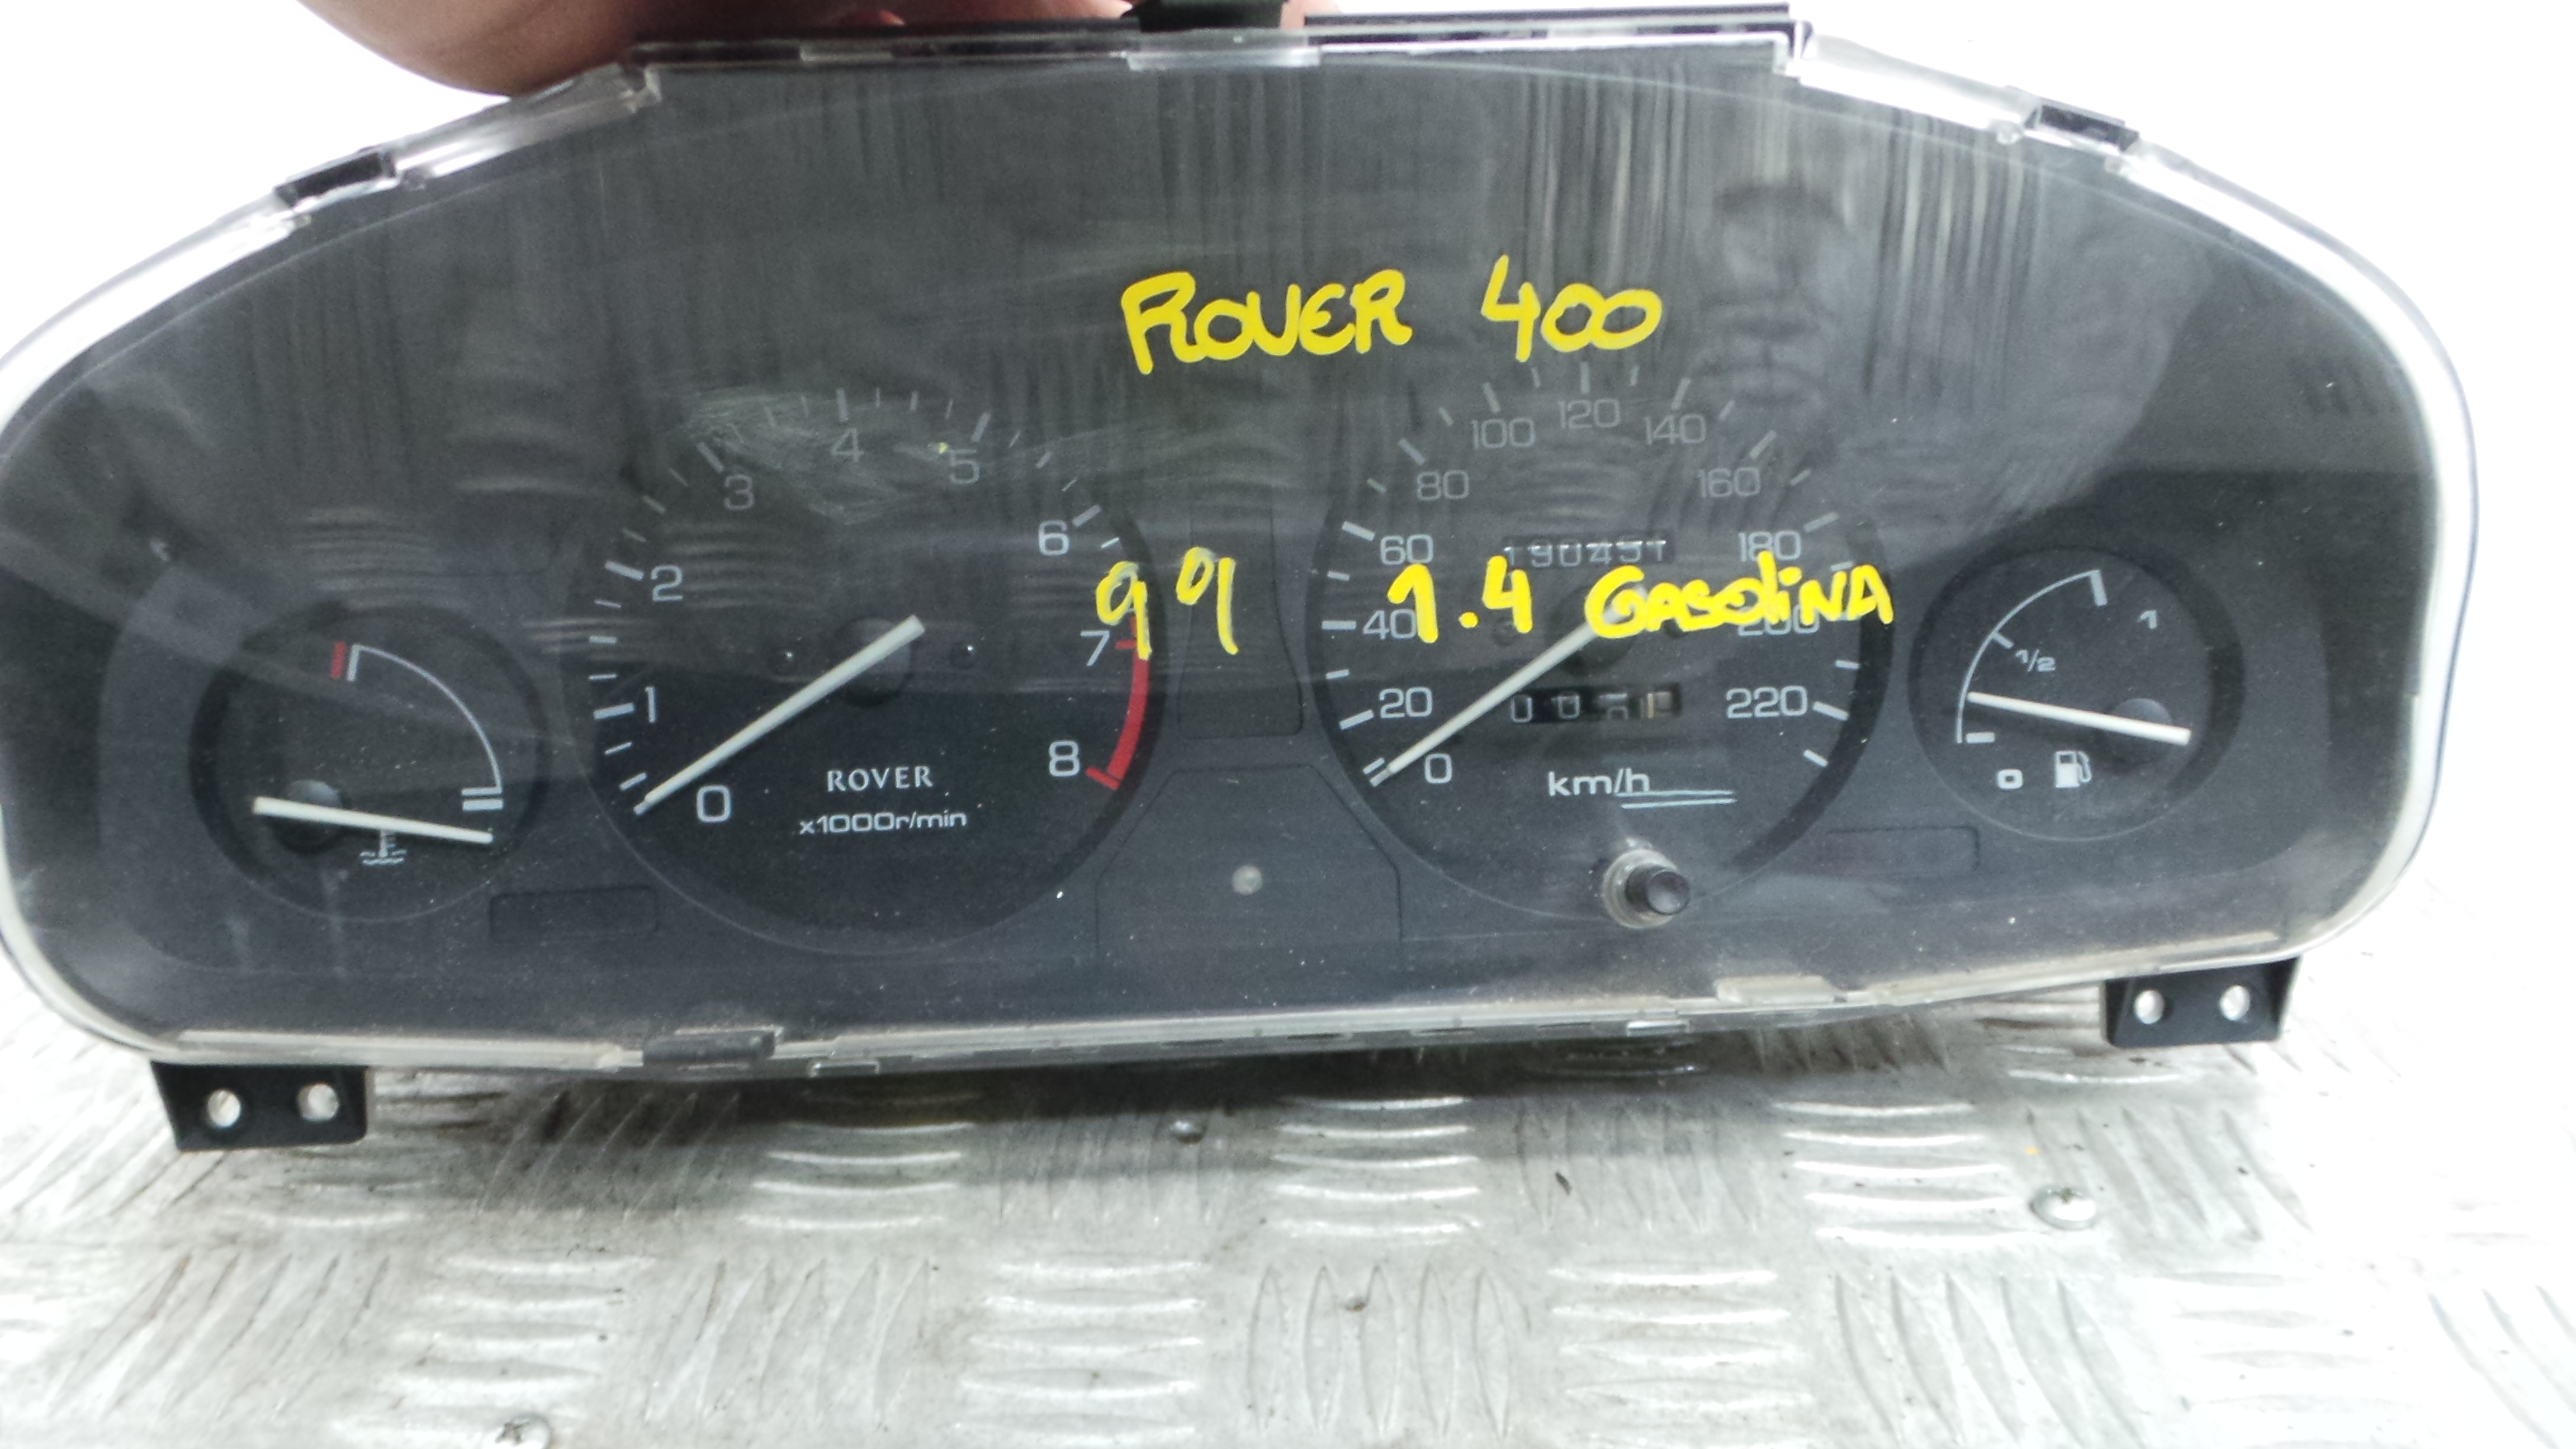 ROVER 400
99 1.4 GASOLINA
0 1 2 3 4 5 6 7 8
ROVER
x1000r/min
0 20 40 60 80 100 120 140 160 180 200 220
km/h
0 1/2 1